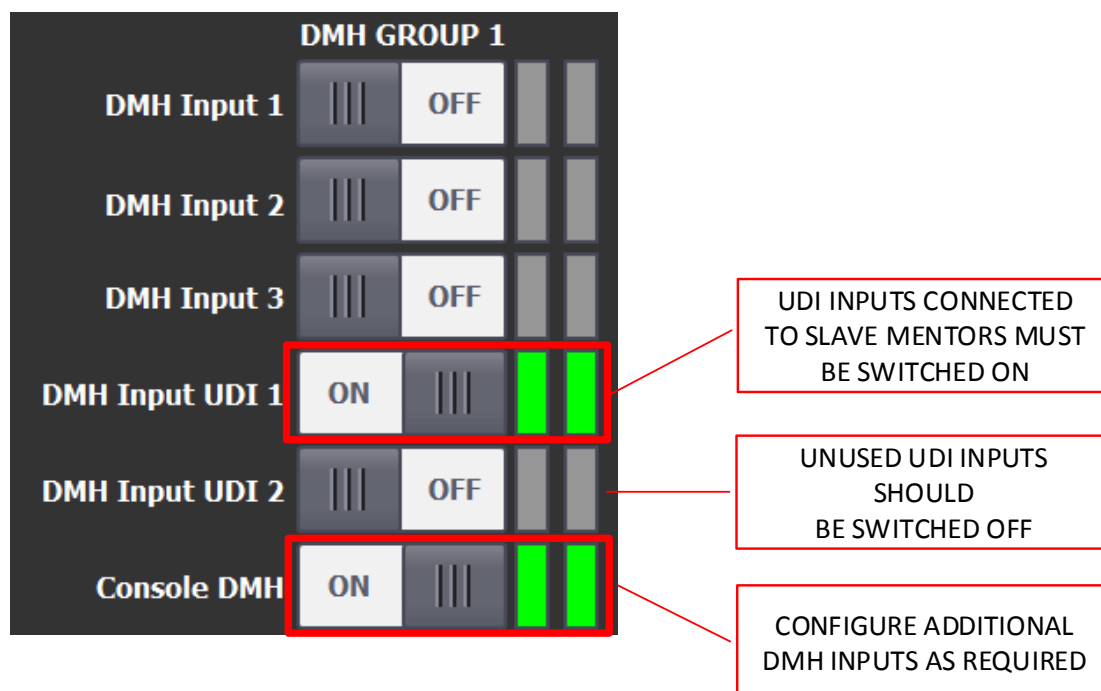 DMH GROUP 1
DMH Input 1 OFF
DMH Input 2 OFF
DMH Input 3 OFF
DMH Input UDI 1 ON
DMH Input UDI 2 OFF
Console DMH ON
UDI INPUTS CONNECTED
TO SLAVE MENTORS MUST
BE SWITCHED ON
UNUSED UDI INPUTS
SHOULD
BE SWITCHED OFF
CONFIGURE ADDITIONAL
DMH INPUTS AS REQUIRED